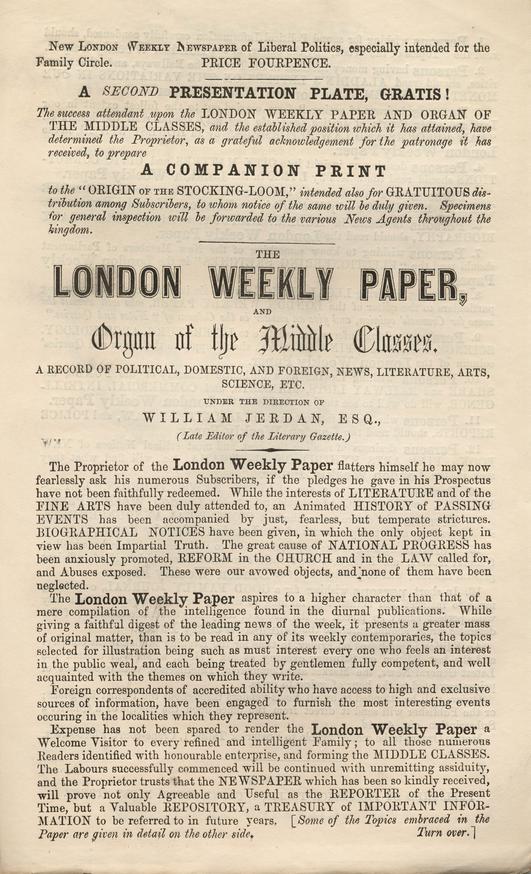 New London Weekly Newspaper of Liberal Politics, especially intended for the
Family Circle. PRICE FOURPENCE.
A SECOND PRESENTATION PLATE, GRATIS!
The success attendant upon the LONDON WEEKLY PAPER AND ORGAN OF
THE MIDDLE CLASSES, and the established position which it has attained, have
determined the Proprietor, as a grateful acknowledgement for the patronage it has
received, to prepare
A COMPANION PRINT
to the "ORIGIN OF THE STOCKING-LOOM," intended also for GRATUITOUS dis-
tribution among Subscribers, to whom notice of the same will be duly given. Specimens
for general inspection will be forwarded to the various News Agents throughout the
kingdom.
THE
LONDON WEEKLY PAPER,
AND
Organ of the Middle Classes.
A RECORD OF POLITICAL, DOMESTIC, AND FOREIGN, NEWS, LITERATURE, ARTS,
SCIENCE, ETC.
UNDER THE DIRECTION OF
WILLIAM JERDAN, ESQ.,
(Late Editor of the Literary Gazette.)
The Proprietor of the London Weekly Paper flatters himself he may now
fearlessly ask his numerous Subscribers, if the pledges he gave in his Prospectus
have not been faithfully redeemed. While the interests of LITERATURE and of the
FINE ARTS have been duly attended to, an Animated HISTORY of PASSING
EVENTS has been accompanied by just, fearless, but temperate strictures.
BIOGRAPHICAL NOTICES have been given, in which the only object kept in
view has been Impartial Truth. The great cause of NATIONAL PROGRESS has
been anxiously promoted, REFORM in the CHURCH and in the LAW called for,
and Abuses exposed. These were our avowed objects, and none of them have been
neglected.
The London Weekly Paper aspires to a higher character than that of a
mere compilation of the intelligence found in the diurnal publications. While
giving a faithful digest of the leading news of the week, it presents a greater mass
of original matter, than is to be read in any of its weekly contemporaries, the topics
selected for illustration being such as must interest every one who feels an interest
in the public weal, and each being treated by gentlemen fully competent, and well
acquainted with the themes on which they write.
Foreign correspondents of accredited ability who have access to high and exclusive
sources of information, have been engaged to furnish the most interesting events
occuring in the localities which they represent.
Expense has not been spared to render the London Weekly Paper a
Welcome Visitor to every refined and intelligent Family; to all those numerous
Readers identified with honourable enterprise, and forming the MIDDLE CLASSES.
The Labours successfully commenced will be continued with unremitting assiduity,
and the Proprietor trusts that the NEWSPAPER which has been so kindly received,
will prove not only Agreeable and Useful as the REPORTER of the Present
Time, but a Valuable REPOSITORY, a TREASURY of IMPORTANT INFOR-
MATION to be referred to in future years. [Some of the Topics embraced in the
Paper are given in detail on the other side. Turn over.]